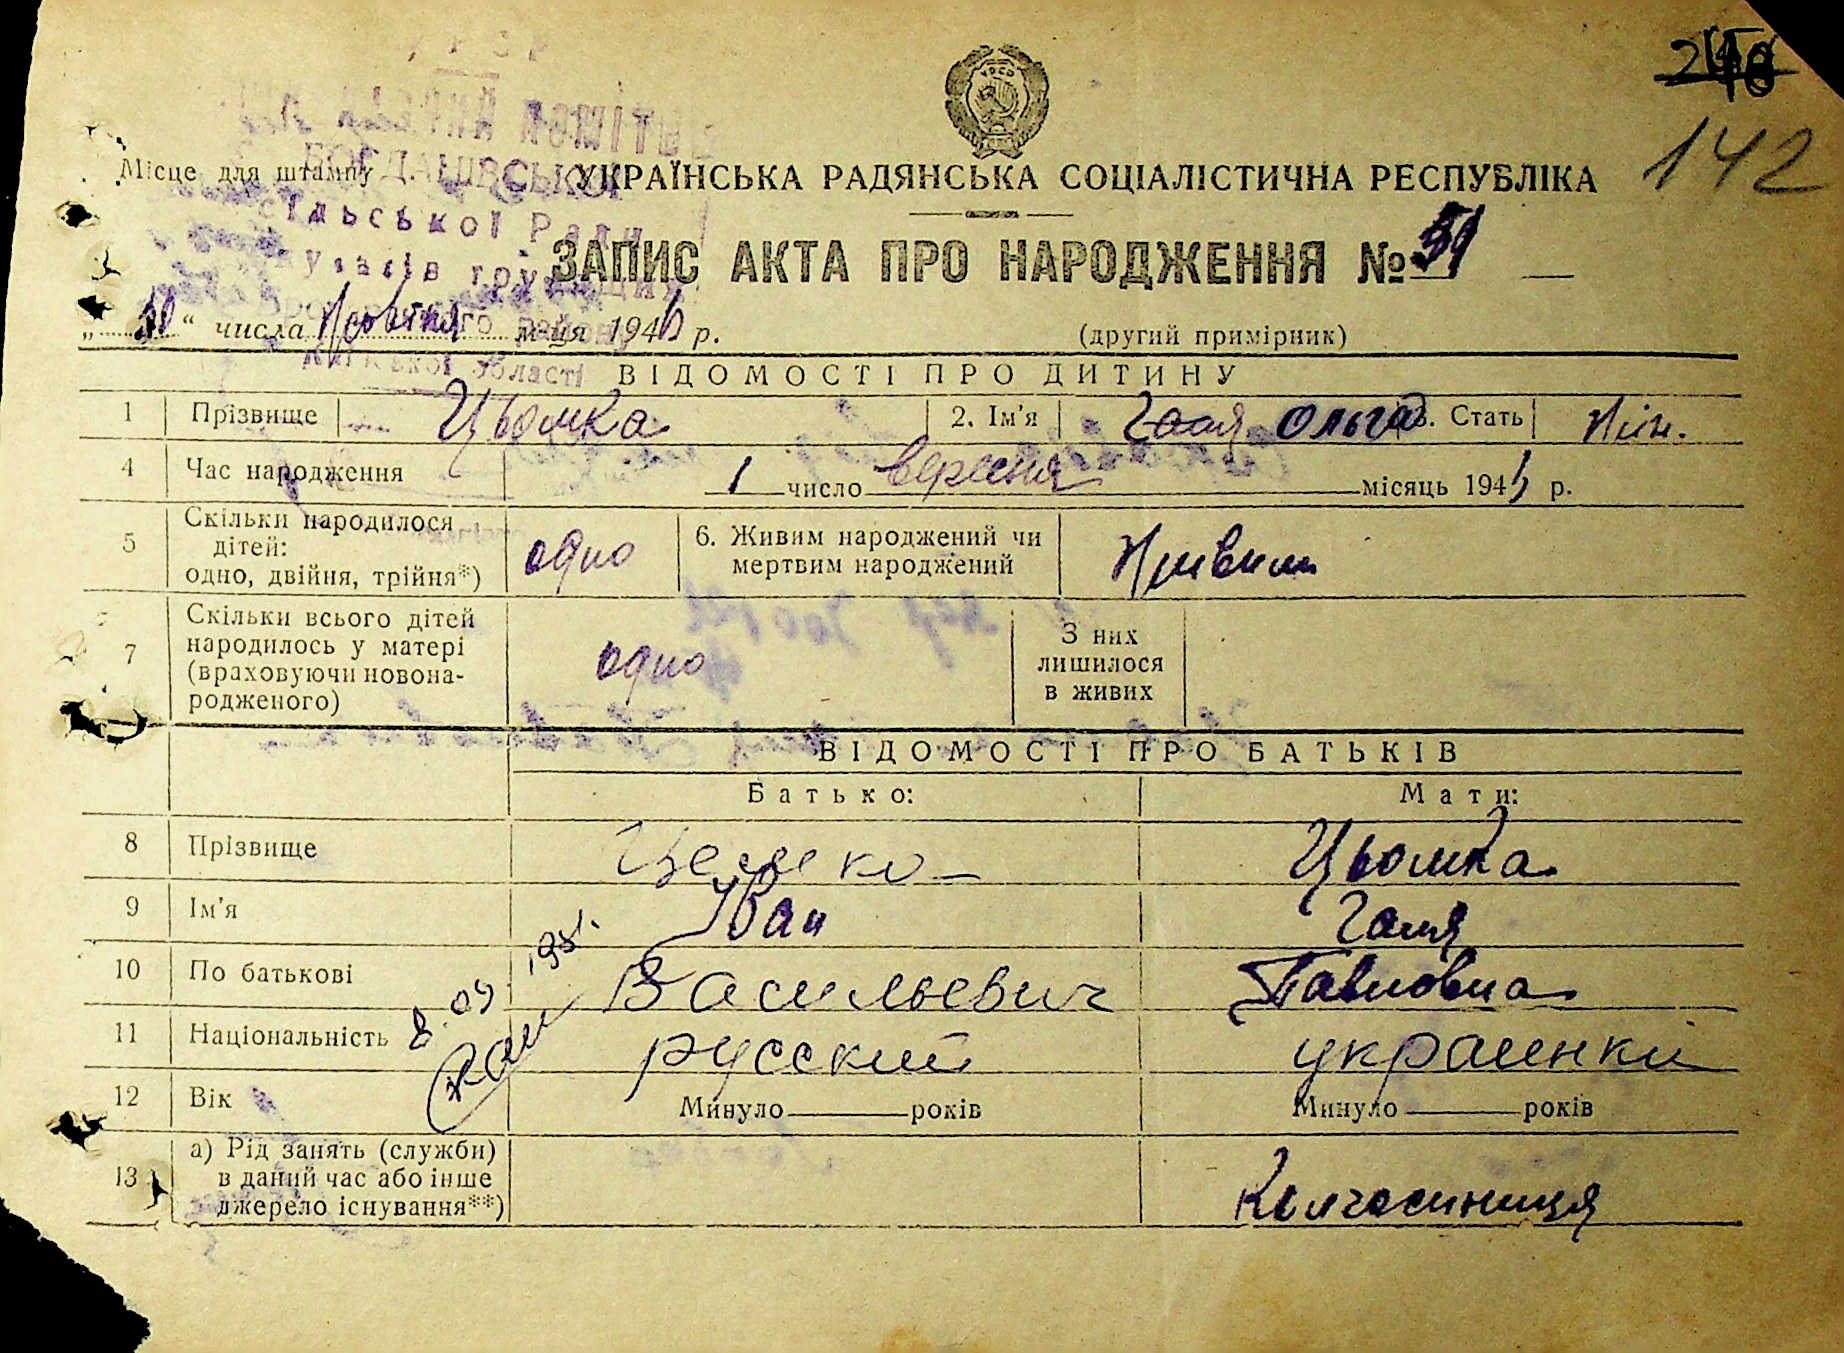 142
Місце для штампу
УКРАЇНСЬКА РАДЯНСЬКА СОЦІАЛІСТИЧНА РЕСПУБЛІКА
ЗАПИС АКТА ПРО НАРОДЖЕННЯ №
"30" числа Жовтня м-ця 194 р.
(другий примірник)
ВІДОМОСТІ ПРО ДИТИНУ
1 Прізвище Цьомка 2. Ім'я Галя Ольга 3. Стать Жін.
4 Час народження 1 число вересня місяць 194 р.
5 Скільки народилося дітей: одно, двійня, трійня*) одно 6. Живим народжений чи мертвим народжений Живим
7 Скільки всього дітей народилось у матері (враховуючи новонародженого) одно З них лишилося в живих
ВІДОМОСТІ ПРО БАТЬКІВ
Батько: Мати:
8 Прізвище Цьомка
9 Ім'я Іван Галя
10 По батькові Васильевич Павловна
11 Національність русский украинка
12 Вік Минуло років Минуло років
13 а) Рід занять (служби) в даний час або інше джерело існування**) Колгоспниця